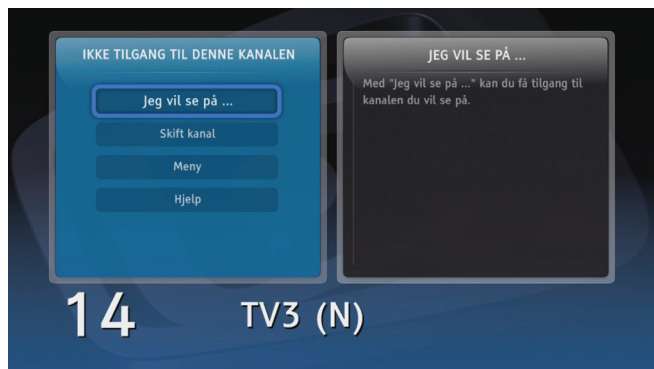 IKKE TILGANG TIL DENNE KANALEN
Jeg vil se på ...
Skift kanal
Meny
Hjelp
JEG VIL SE PÅ ...
Med "Jeg vil se på ..." kan du få tilgang til
kanalen du vil se på.
14 TV3 (N)